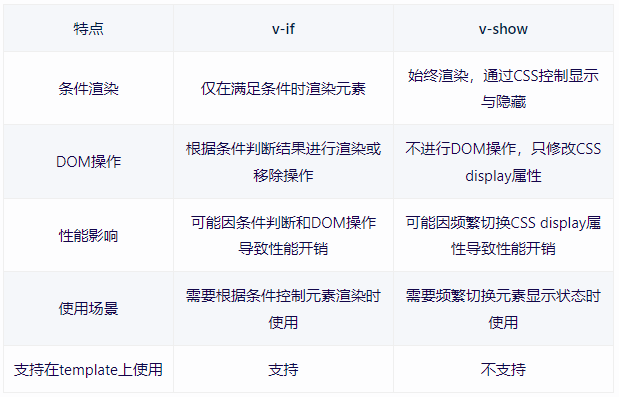 特点 v-if v-show
条件渲染 仅在满足条件时渲染元素 始终渲染，通过CSS控制显示
与隐藏
DOM操作 根据条件判断结果进行渲染或 不进行DOM操作，只修改CSS
移除操作 display属性
性能影响 可能因条件判断和DOM操作 可能因频繁切换CSS display属
导致性能开销 性导致性能开销
使用场景 需要根据条件控制元素渲染时 需要频繁切换元素显示状态时
使用 使用
支持在template上使用 支持 不支持